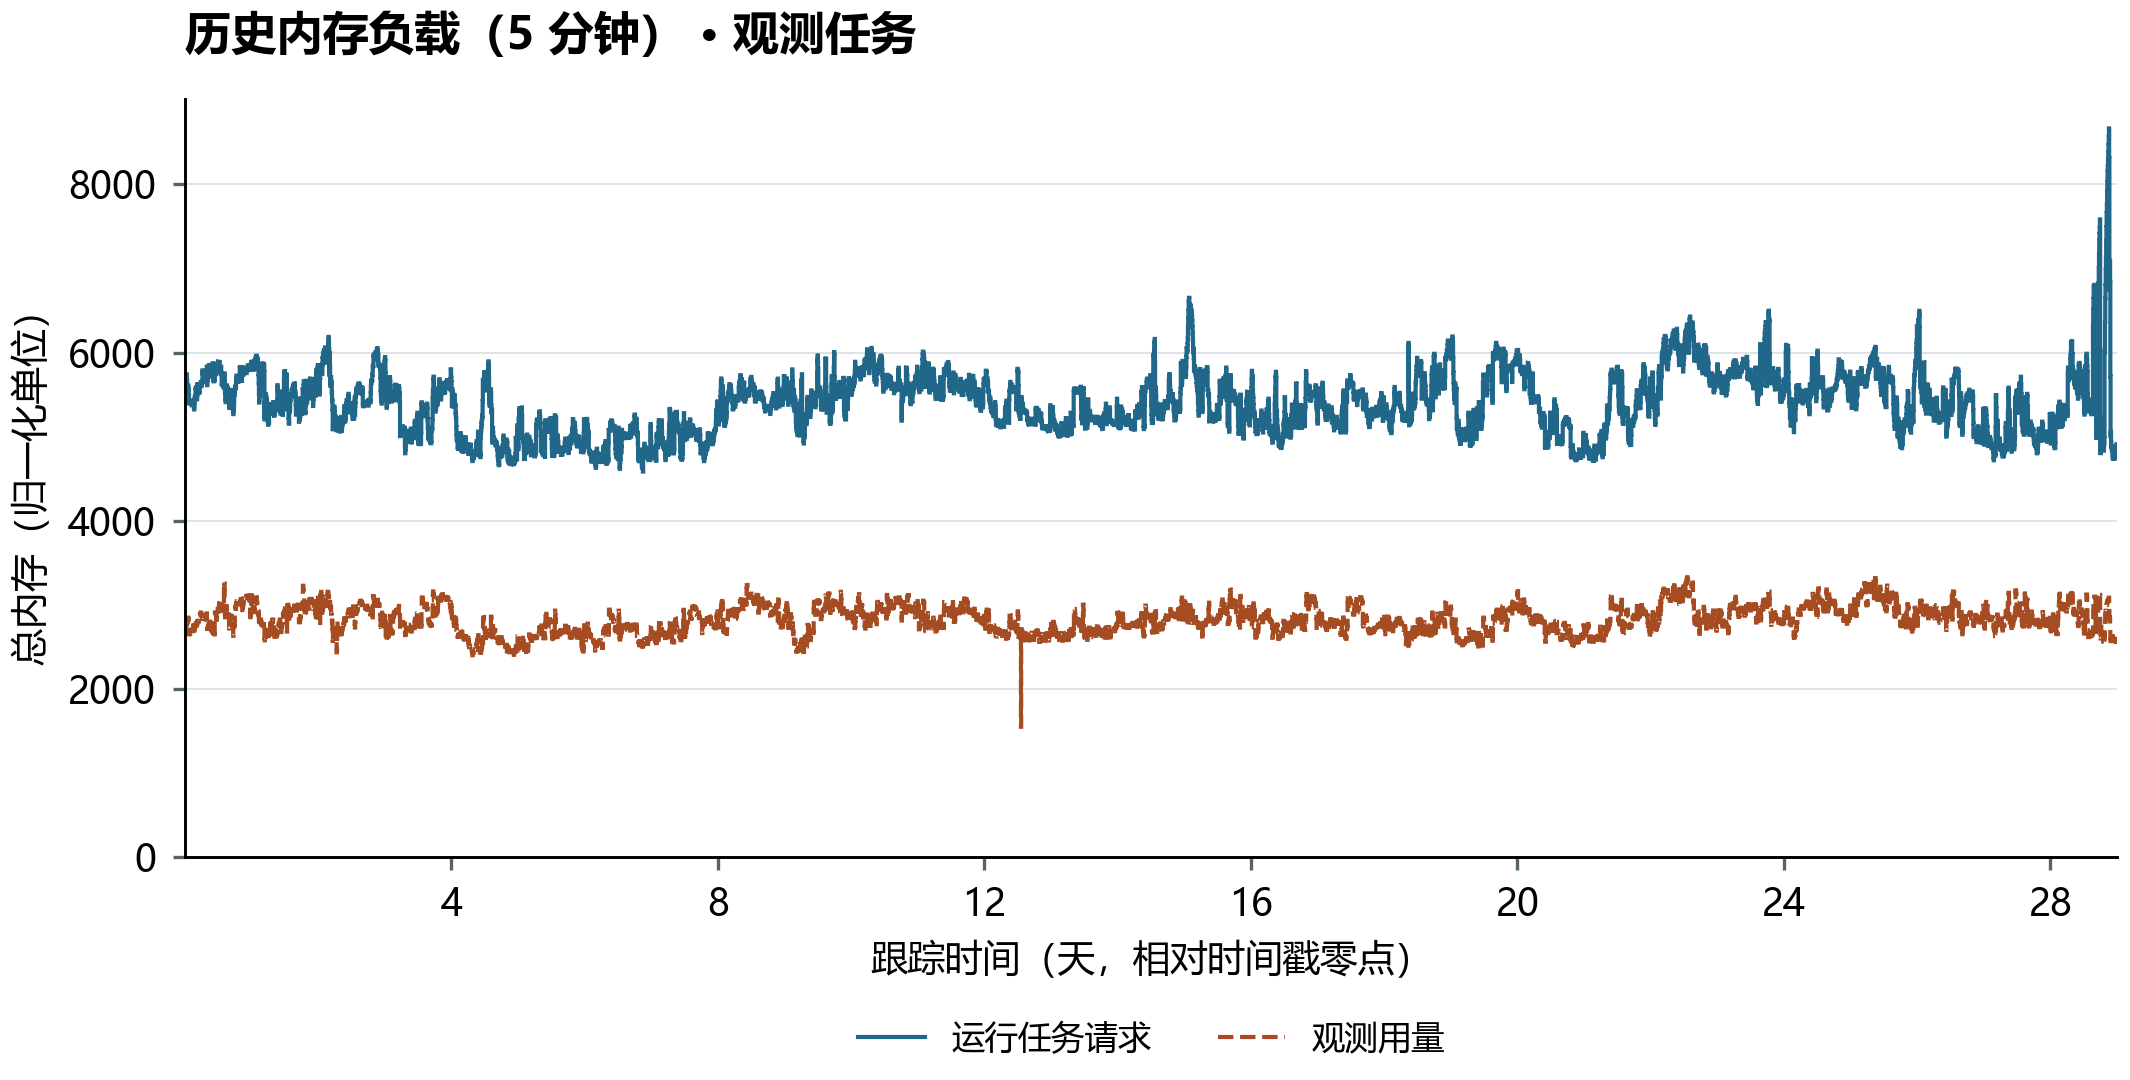 历史内存负载（5 分钟） • 观测任务
总内存（归一化单位）
8000
6000
4000
2000
0
4 8 12 16 20 24 28
跟踪时间（天，相对时间戳零点）
运行任务请求 观测用量